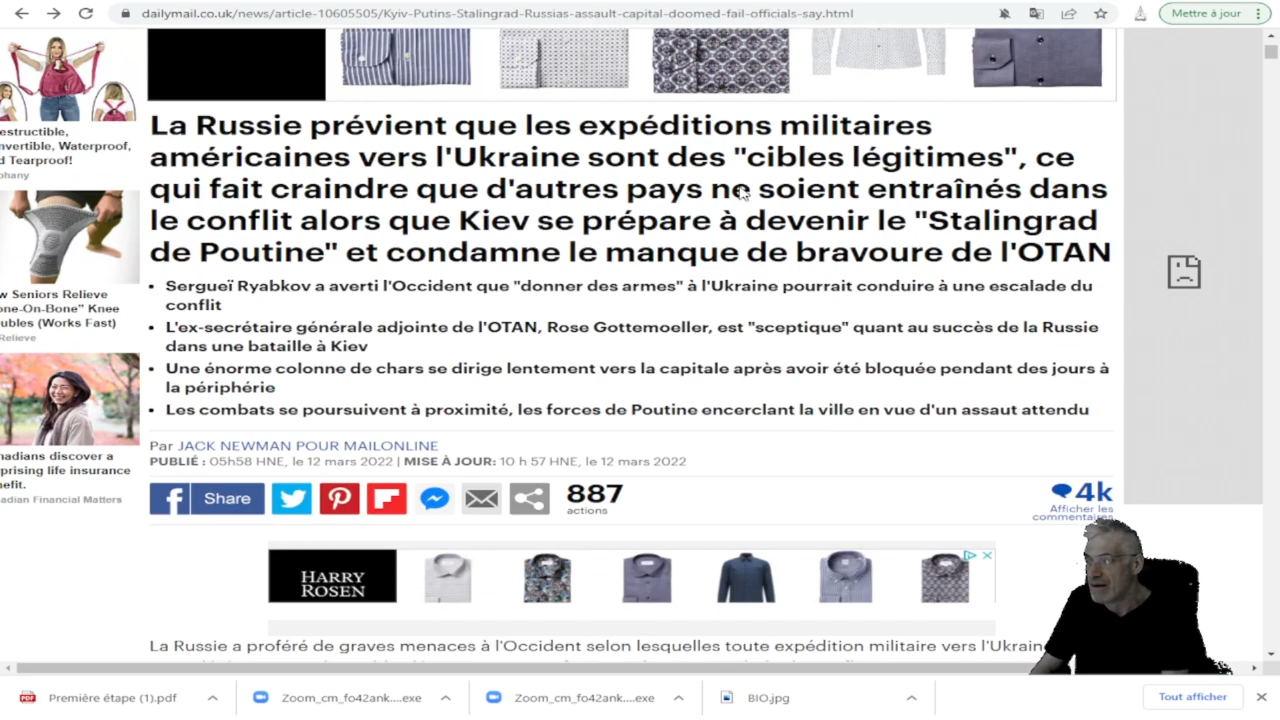 dailymail.co.uk/news/article-10605505/Kyiv-Putins-Stalingrad-Russias-assault-capital-doomed-fail-officials-say.html
Mettre à jour
La Russie prévient que les expéditions militaires
américaines vers l'Ukraine sont des "cibles légitimes", ce
qui fait craindre que d'autres pays ne soient entraînés dans
le conflit alors que Kiev se prépare à devenir le "Stalingrad
de Poutine" et condamne le manque de bravoure de l'OTAN
• Sergueï Ryabkov a averti l'Occident que "donner des armes" à l'Ukraine pourrait conduire à une escalade du
conflit
• L'ex-secrétaire générale adjointe de l'OTAN, Rose Gottemoeller, est "sceptique" quant au succès de la Russie
dans une bataille à Kiev
• Une énorme colonne de chars se dirige lentement vers la capitale après avoir été bloquée pendant des jours à
la périphérie
• Les combats se poursuivent à proximité, les forces de Poutine encerclant la ville en vue d'un assaut attendu
Par JACK NEWMAN POUR MAILONLINE
PUBLIÉ : 05h58 HNE, le 12 mars 2022 | MISE À JOUR: 10 h 57 HNE, le 12 mars 2022
Share
887
actions
4k
Afficher les
commentaires
HARRY
ROSEN
La Russie a proféré de graves menaces à l'Occident selon lesquelles toute expédition militaire vers l'Ukraine
estructible,
nvertible, Waterproof,
d Tearproof!
phany
w Seniors Relieve
one-On-Bone" Knee
ubles (Works Fast)
Relieve
nadians discover a
prising life insurance
nefit.
adian Financial Matters
PDF
Première étape (1).pdf
Zoom_cm_fo42ank....exe
Zoom_cm_fo42ank....exe
BIO.jpg
Tout afficher